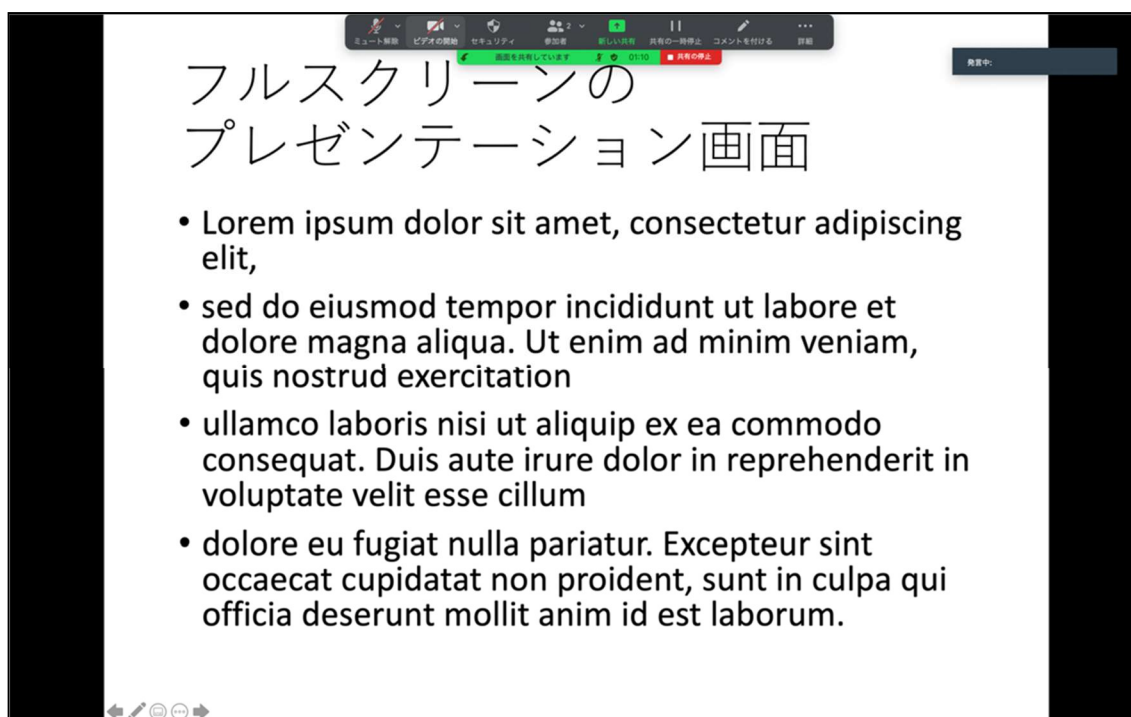 ミュート解除 ビデオの開始 セキュリティ 2 参加者 新しい共有 共有の一時停止 コメントを付ける 詳細
画面を共有しています 01:10 共有の停止
発言中:
フルスクリーンの
プレゼンテーション画面
• Lorem ipsum dolor sit amet, consectetur adipiscing
elit,
• sed do eiusmod tempor incididunt ut labore et
dolore magna aliqua. Ut enim ad minim veniam,
quis nostrud exercitation
• ullamco laboris nisi ut aliquip ex ea commodo
consequat. Duis aute irure dolor in reprehenderit in
voluptate velit esse cillum
• dolore eu fugiat nulla pariatur. Excepteur sint
occaecat cupidatat non proident, sunt in culpa qui
officia deserunt mollit anim id est laborum.